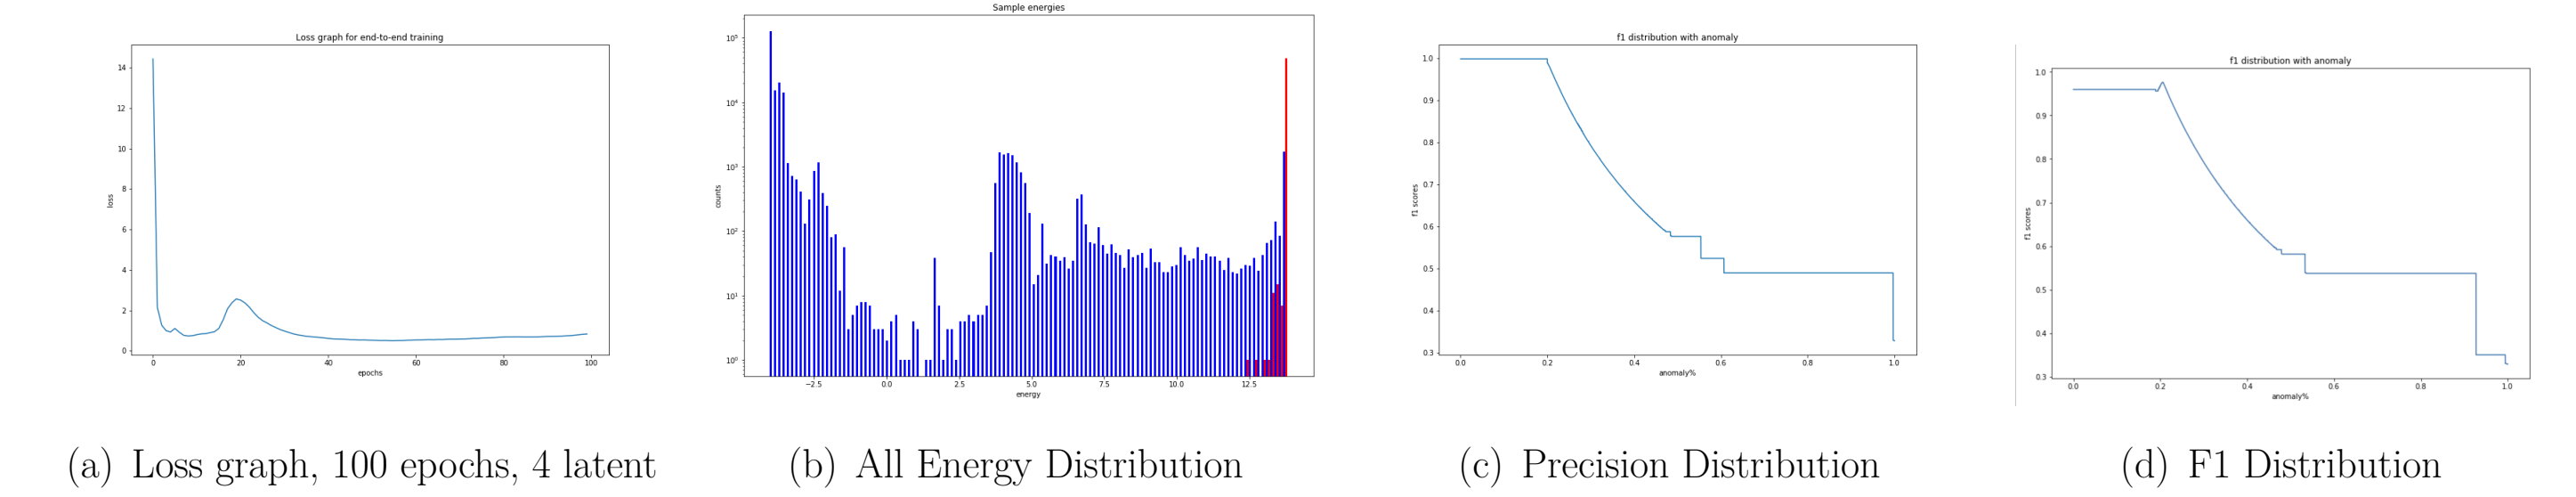 Loss graph for end-to-end training
14
12
10
8
6
4
2
0
loss
0 20 40 60 80 100
epochs
(a) Loss graph, 100 epochs, 4 latent
Sample energies
10⁵
10⁴
10³
10²
10¹
10⁰
counts
−2.5 0.0 2.5 5.0 7.5 10.0 12.5
energy
(b) All Energy Distribution
f1 distribution with anomaly
1.0
0.9
0.8
0.7
0.6
0.5
0.4
0.3
f1 scores
0.0 0.2 0.4 0.6 0.8 1.0
anomaly%
(c) Precision Distribution
f1 distribution with anomaly
1.0
0.9
0.8
0.7
0.6
0.5
0.4
0.3
f1 scores
0.0 0.2 0.4 0.6 0.8 1.0
anomaly%
(d) F1 Distribution